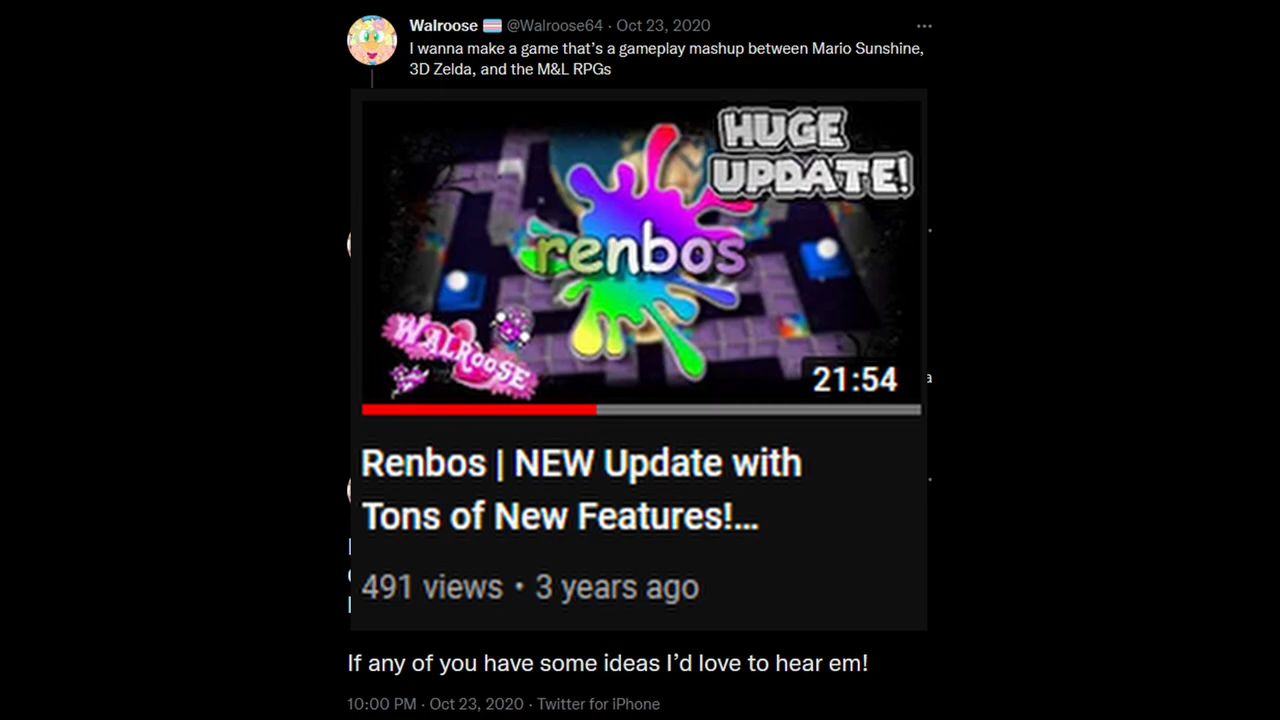 Walroose @Walroose64 · Oct 23, 2020
I wanna make a game that’s a gameplay mashup between Mario Sunshine,
3D Zelda, and the M&L RPGs
HUGE
UPDATE!
renbos
WALROOSE
21:54
Renbos | NEW Update with
Tons of New Features!...
491 views • 3 years ago
If any of you have some ideas I’d love to hear em!
10:00 PM · Oct 23, 2020 · Twitter for iPhone